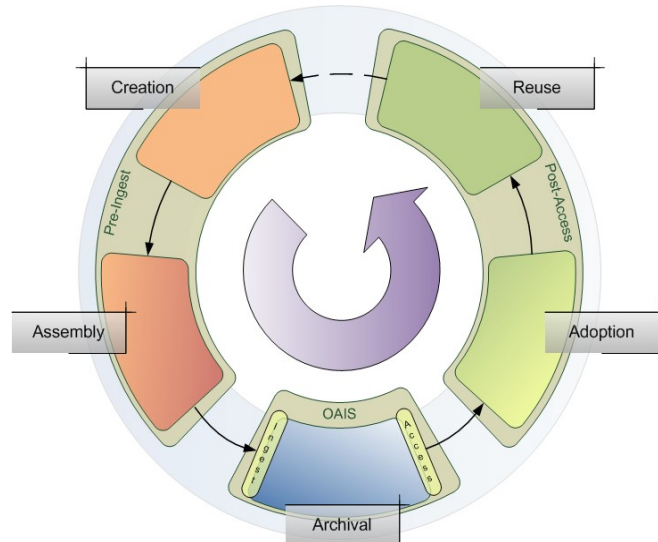 Creation
Reuse
Pre-Ingest
Post-Access
Assembly
Adoption
OAIS
Ingest
Access
Archival